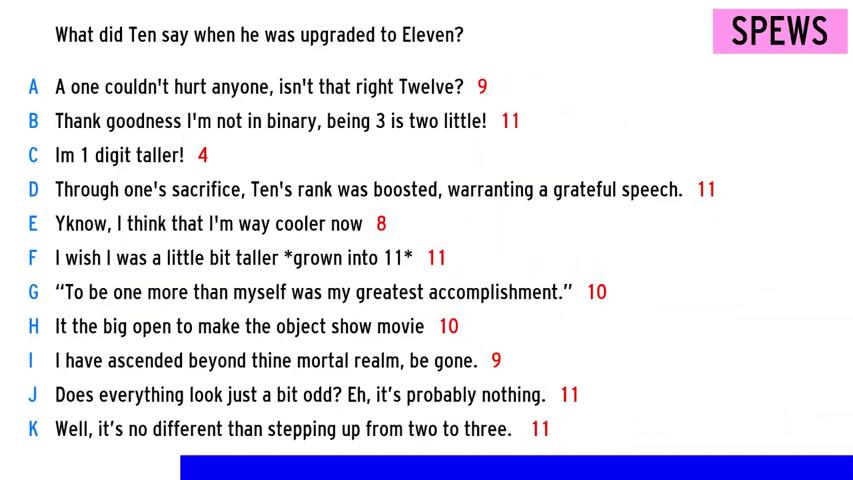 What did Ten say when he was upgraded to Eleven?
SPEWS
A A one couldn't hurt anyone, isn't that right Twelve? 9
B Thank goodness I'm not in binary, being 3 is two little! 11
C Im 1 digit taller! 4
D Through one's sacrifice, Ten's rank was boosted, warranting a grateful speech. 11
E Yknow, I think that I'm way cooler now 8
F I wish I was a little bit taller *grown into 11* 11
G “To be one more than myself was my greatest accomplishment.” 10
H It the big open to make the object show movie 10
I I have ascended beyond thine mortal realm, be gone. 9
J Does everything look just a bit odd? Eh, it’s probably nothing. 11
K Well, it’s no different than stepping up from two to three. 11